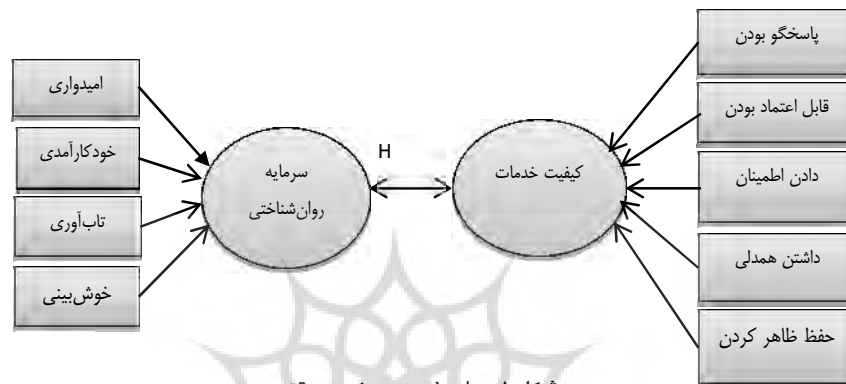 پاسخگو بودن
قابل اعتماد بودن
دادن اطمینان
داشتن همدلی
حفظ ظاهر کردن
کیفیت خدمات
H
سرمایه
روان‌شناختی
امیدواری
خودکارآمدی
تاب‌آوری
خوش‌بینی